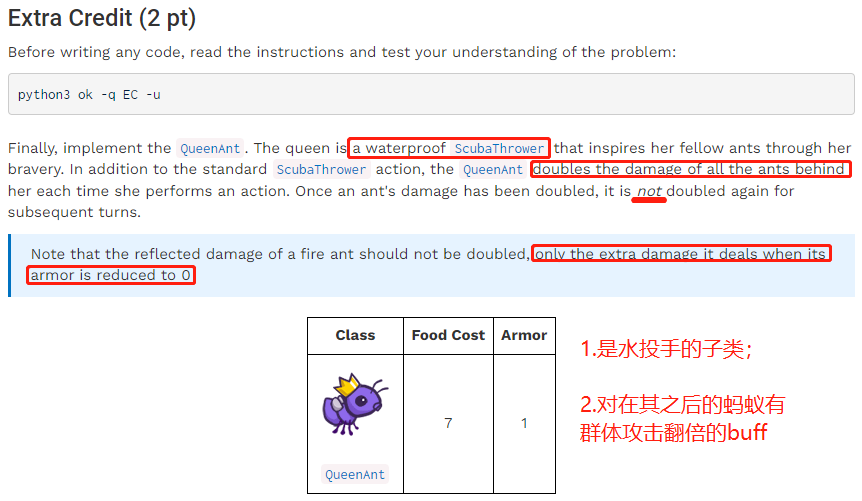 Extra Credit (2 pt)
Before writing any code, read the instructions and test your understanding of the problem:
python3 ok -q EC -u
Finally, implement the QueenAnt. The queen is a waterproof ScubaThrower that inspires her fellow ants through her
bravery. In addition to the standard ScubaThrower action, the QueenAnt doubles the damage of all the ants behind
her each time she performs an action. Once an ant's damage has been doubled, it is not doubled again for
subsequent turns.
Note that the reflected damage of a fire ant should not be doubled, only the extra damage it deals when its
armor is reduced to 0.
Class Food Cost Armor
QueenAnt 7 1
1.是水投手的子类；
2.对在其之后的蚂蚁有
群体攻击翻倍的buff